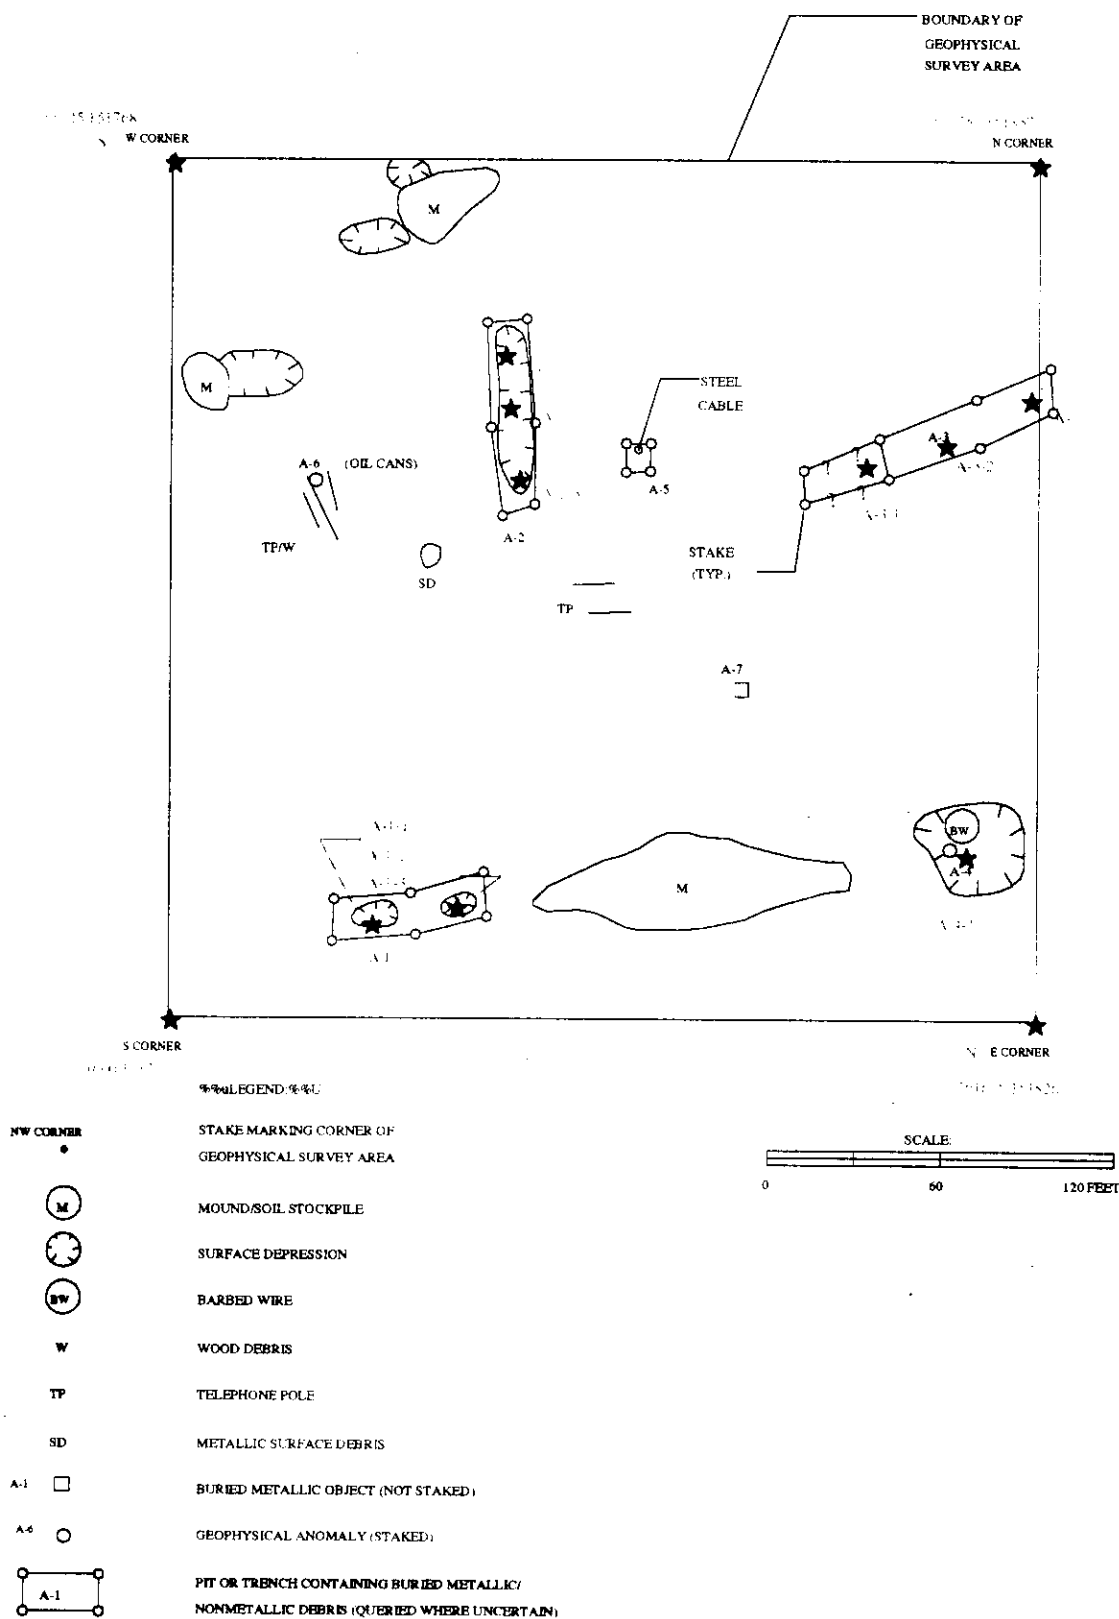 BOUNDARY OF
GEOPHYSICAL
SURVEY AREA
W CORNER
N CORNER
M
M
STEEL
CABLE
A-6 (OIL CANS)
A-3
A-5
A-2
TP/W
SD
STAKE
(TYP.)
TP
A-7
BW
A-4
M
A-1
S CORNER
E CORNER
%%uLEGEND:%%U
NW CORNER
STAKE MARKING CORNER OF
GEOPHYSICAL SURVEY AREA
SCALE:
0 60 120 FEET
M MOUND/SOIL STOCKPILE
SURFACE DEPRESSION
BW BARBED WIRE
W WOOD DEBRIS
TP TELEPHONE POLE
SD METALLIC SURFACE DEBRIS
A-1 BURIED METALLIC OBJECT (NOT STAKED)
A-6 GEOPHYSICAL ANOMALY (STAKED)
A-1 PIT OR TRENCH CONTAINING BURIED METALLIC/
NONMETALLIC DEBRIS (QUERIED WHERE UNCERTAIN)